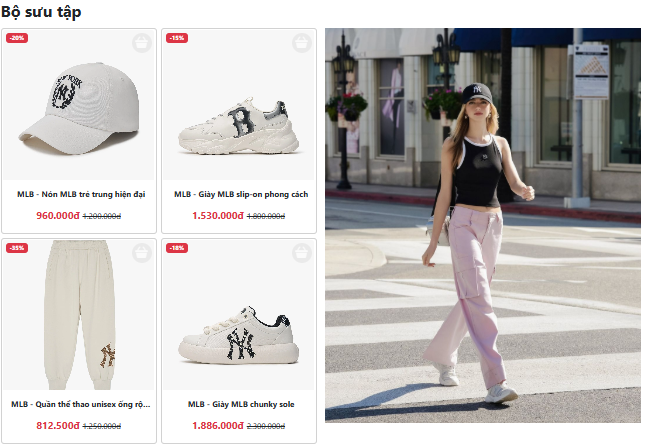 Bộ sưu tập
-20%
MLB - Nón MLB trẻ trung hiện đại
960.000đ 1.200.000đ
-15%
MLB - Giày MLB slip-on phong cách
1.530.000đ 1.800.000đ
-35%
MLB - Quần thể thao unisex ống rộ...
812.500đ 1.250.000đ
-18%
MLB - Giày MLB chunky sole
1.886.000đ 2.300.000đ